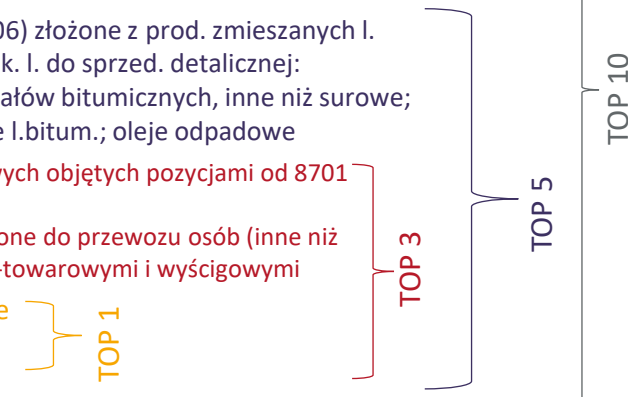 06) złożone z prod. zmieszanych l.
k. l. do sprzed. detalicznej:
ałów bitumicznych, inne niż surowe;
e l.bitum.; oleje odpadowe
wych objętych pozycjami od 8701
one do przewozu osób (inne niż
-towarowymi i wyścigowymi
e
TOP 1
TOP 3
TOP 5
TOP 10